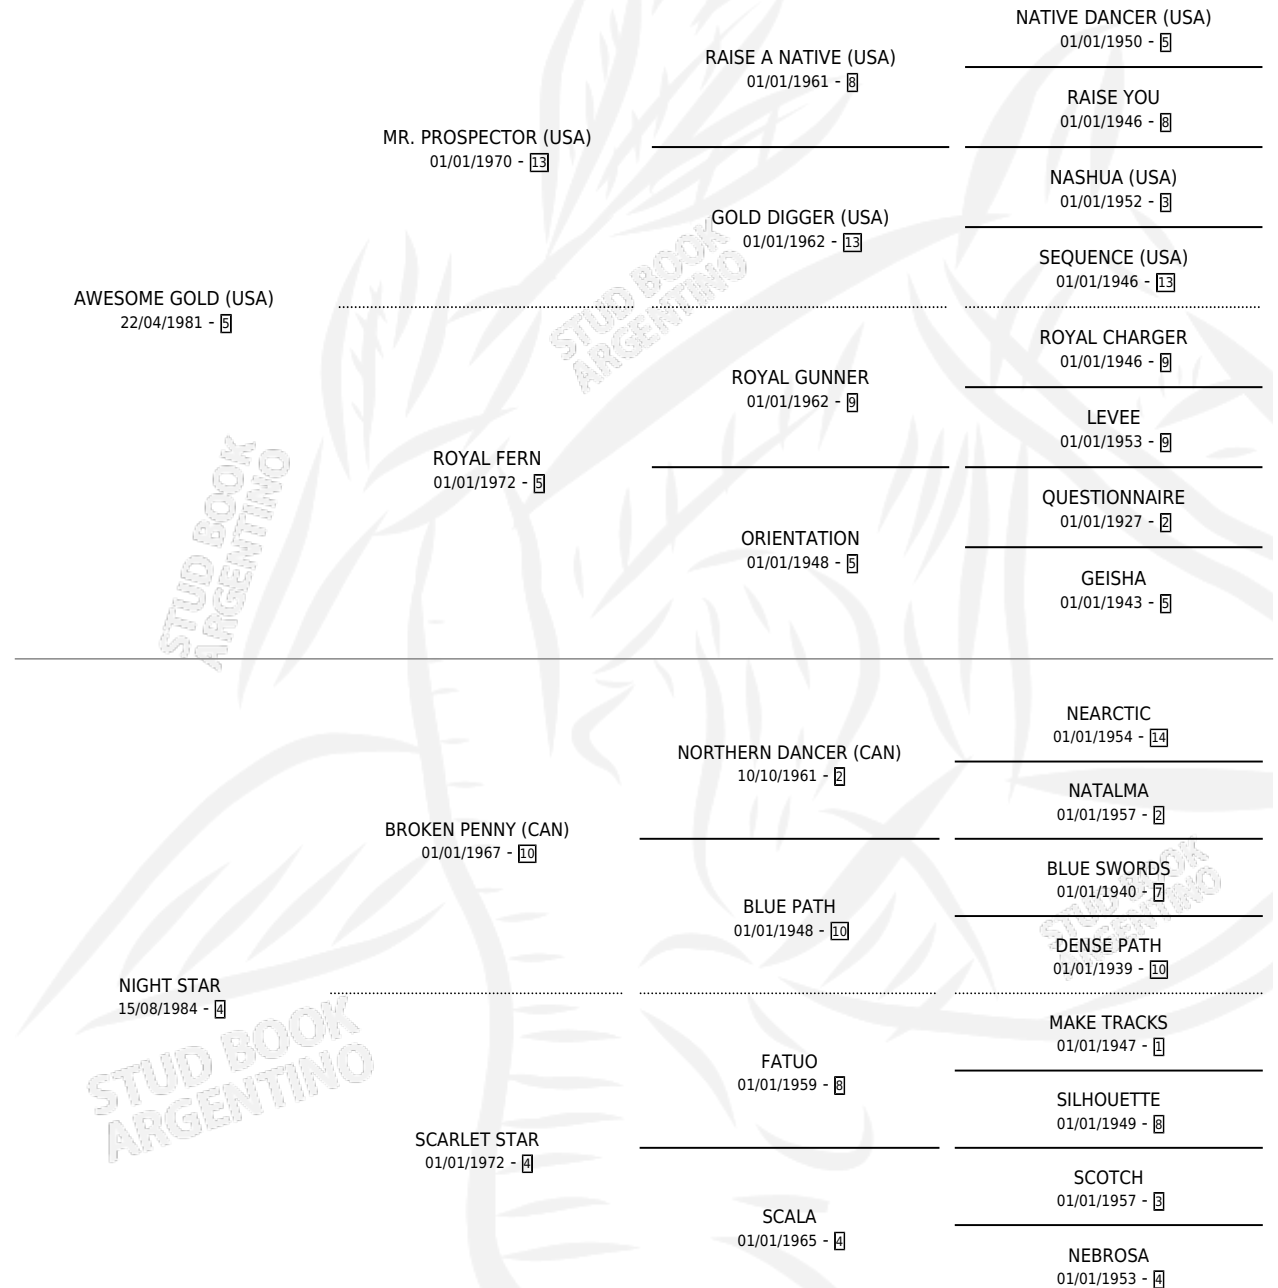 NATIVE DANCER (USA)
01/01/1950 - 5
RAISE A NATIVE (USA)
01/01/1961 - 8
RAISE YOU
01/01/1946 - 8
MR. PROSPECTOR (USA)
01/01/1970 - 13
NASHUA (USA)
01/01/1952 - 3
GOLD DIGGER (USA)
01/01/1962 - 13
SEQUENCE (USA)
01/01/1946 - 13
AWESOME GOLD (USA)
22/04/1981 - 5
ROYAL CHARGER
01/01/1946 - 9
ROYAL GUNNER
01/01/1962 - 9
LEVEE
01/01/1953 - 9
ROYAL FERN
01/01/1972 - 5
QUESTIONNAIRE
01/01/1927 - 2
ORIENTATION
01/01/1948 - 5
GEISHA
01/01/1943 - 5
NEARCTIC
01/01/1954 - 14
NORTHERN DANCER (CAN)
10/10/1961 - 2
NATALMA
01/01/1957 - 2
BROKEN PENNY (CAN)
01/01/1967 - 10
BLUE SWORDS
01/01/1940 - 7
BLUE PATH
01/01/1948 - 10
DENSE PATH
01/01/1939 - 10
NIGHT STAR
15/08/1984 - 4
MAKE TRACKS
01/01/1947 - 1
FATUO
01/01/1959 - 8
SILHOUETTE
01/01/1949 - 8
SCARLET STAR
01/01/1972 - 4
SCOTCH
01/01/1957 - 3
SCALA
01/01/1965 - 4
NEBROSA
01/01/1953 - 4
STUD BOOK
ARGENTINO
STUD BOOK
ARGENTINO
STUD BOOK
ARGENTINO
STUD BOOK
ARGENTINO